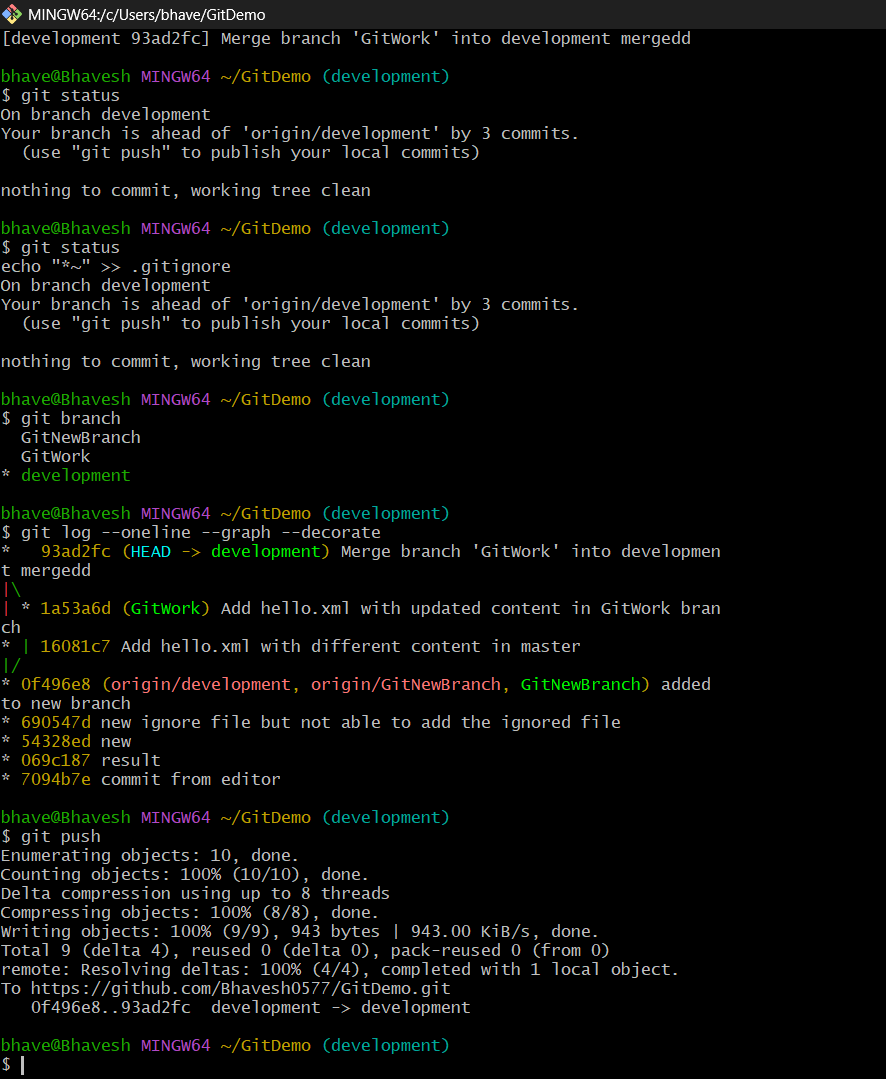 MINGW64:/c/Users/bhave/GitDemo
[development 93ad2fc] Merge branch 'GitWork' into development mergedd
bhave@Bhavesh MINGW64 ~/GitDemo (development)
$ git status
On branch development
Your branch is ahead of 'origin/development' by 3 commits.
  (use "git push" to publish your local commits)
nothing to commit, working tree clean
bhave@Bhavesh MINGW64 ~/GitDemo (development)
$ git status
echo "*~" >> .gitignore
On branch development
Your branch is ahead of 'origin/development' by 3 commits.
  (use "git push" to publish your local commits)
nothing to commit, working tree clean
bhave@Bhavesh MINGW64 ~/GitDemo (development)
$ git branch
  GitNewBranch
  GitWork
* development
bhave@Bhavesh MINGW64 ~/GitDemo (development)
$ git log --oneline --graph --decorate
*   93ad2fc (HEAD -> development) Merge branch 'GitWork' into developmen
t mergedd
|\
| * 1a53a6d (GitWork) Add hello.xml with updated content in GitWork bran
ch
* | 16081c7 Add hello.xml with different content in master
|/
* 0f496e8 (origin/development, origin/GitNewBranch, GitNewBranch) added
to new branch
* 690547d new ignore file but not able to add the ignored file
* 54328ed new
* 069c187 result
* 7094b7e commit from editor
bhave@Bhavesh MINGW64 ~/GitDemo (development)
$ git push
Enumerating objects: 10, done.
Counting objects: 100% (10/10), done.
Delta compression using up to 8 threads
Compressing objects: 100% (8/8), done.
Writing objects: 100% (9/9), 943 bytes | 943.00 KiB/s, done.
Total 9 (delta 4), reused 0 (delta 0), pack-reused 0 (from 0)
remote: Resolving deltas: 100% (4/4), completed with 1 local object.
To https://github.com/Bhavesh0577/GitDemo.git
   0f496e8..93ad2fc  development -> development
bhave@Bhavesh MINGW64 ~/GitDemo (development)
$